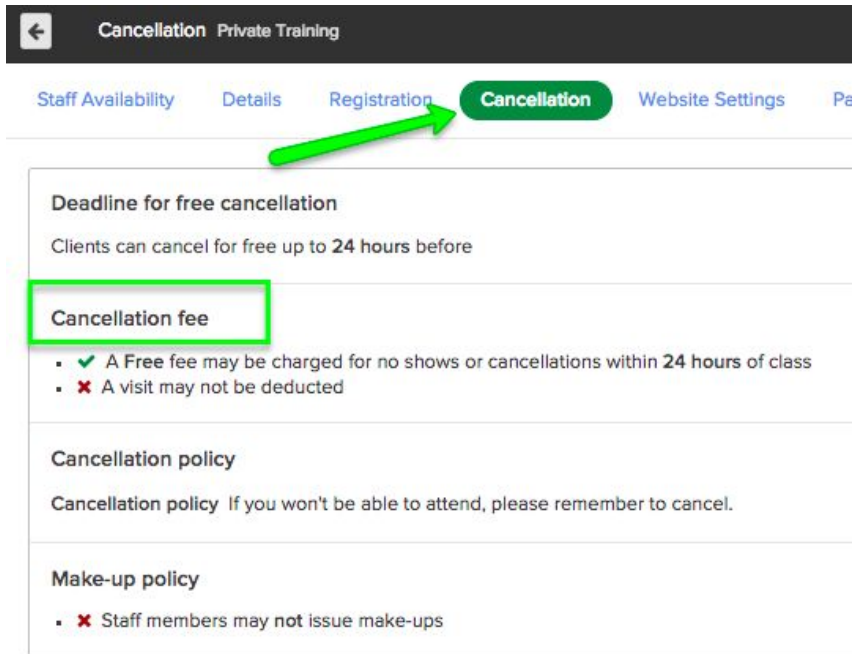 Cancellation Private Training
Staff Availability Details Registration Cancellation Website Settings Pa
Deadline for free cancellation
Clients can cancel for free up to 24 hours before
Cancellation fee
A Free fee may be charged for no shows or cancellations within 24 hours of class
A visit may not be deducted
Cancellation policy
Cancellation policy If you won't be able to attend, please remember to cancel.
Make-up policy
Staff members may not issue make-ups